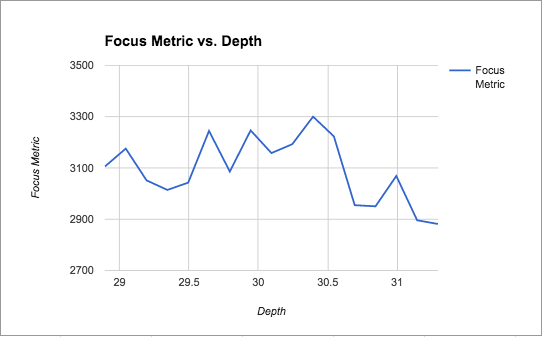 Focus Metric vs. Depth
3500
3300
3100
2900
2700
Focus Metric
29
29.5
30
30.5
31
Depth
Focus
Metric